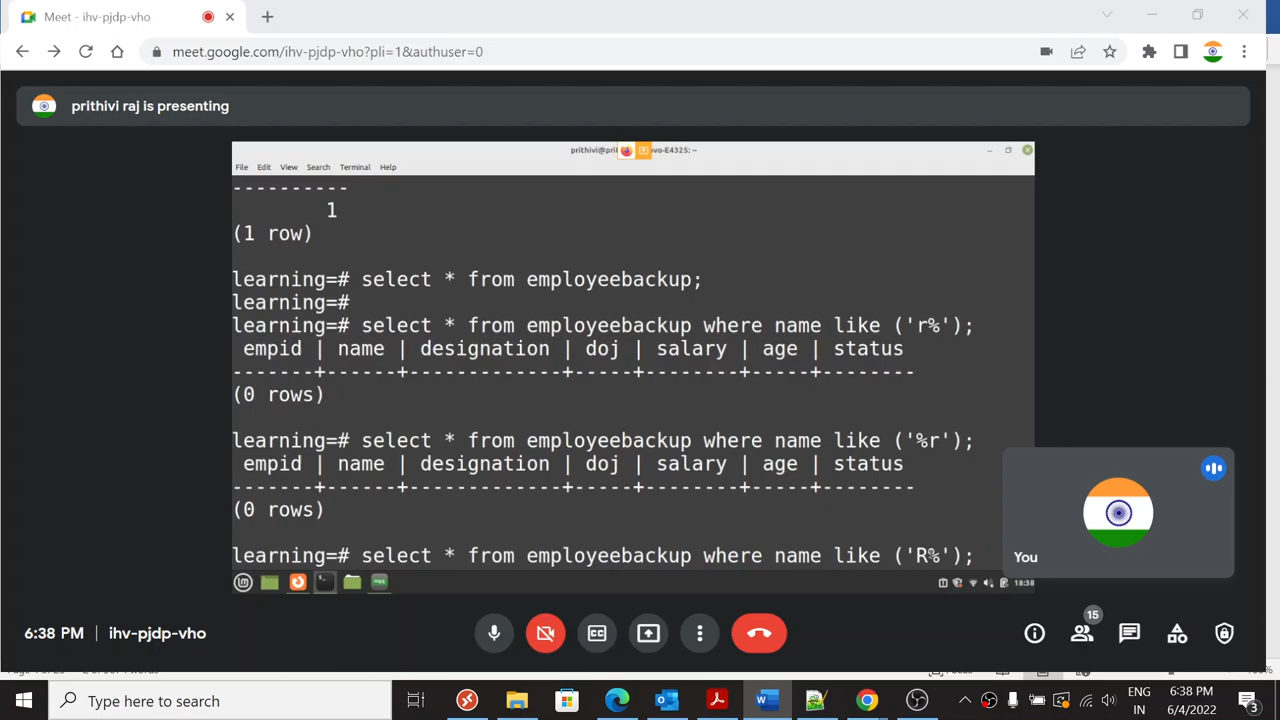 Meet - ihv-pjdp-vho
meet.google.com/ihv-pjdp-vho?pli=1&authuser=0
prithivi raj is presenting
File Edit View Search Terminal Help
----------
1
(1 row)
learning=# select * from employeebackup;
learning=#
learning=# select * from employeebackup where name like ('r%');
empid | name | designation | doj | salary | age | status
-------+------+-------------+-----+--------+-----+--------
(0 rows)
learning=# select * from employeebackup where name like ('%r');
empid | name | designation | doj | salary | age | status
-------+------+-------------+-----+--------+-----+--------
(0 rows)
learning=# select * from employeebackup where name like ('R%');
18:38
You
6:38 PM | ihv-pjdp-vho
15
Type here to search
ENG
IN
6:38 PM
6/4/2022
3